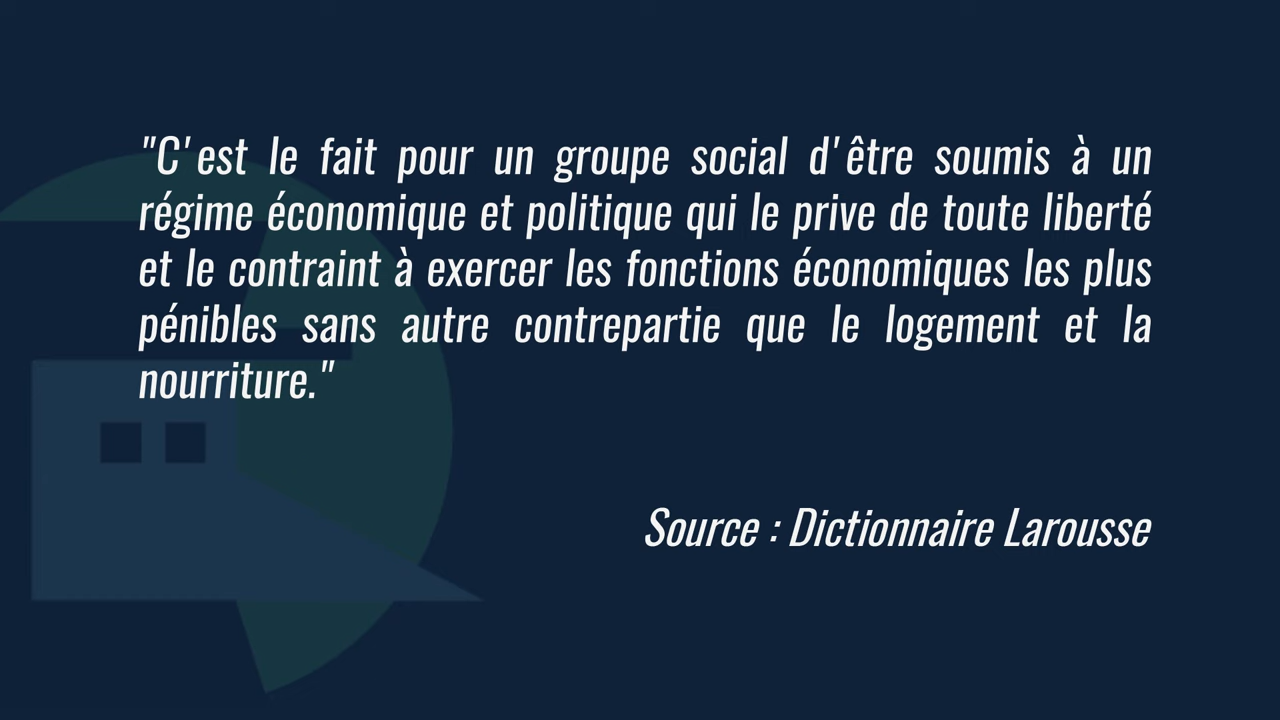 "C'est le fait pour un groupe social d'être soumis à un
régime économique et politique qui le prive de toute liberté
et le contraint à exercer les fonctions économiques les plus
pénibles sans autre contrepartie que le logement et la
nourriture."
Source : Dictionnaire Larousse